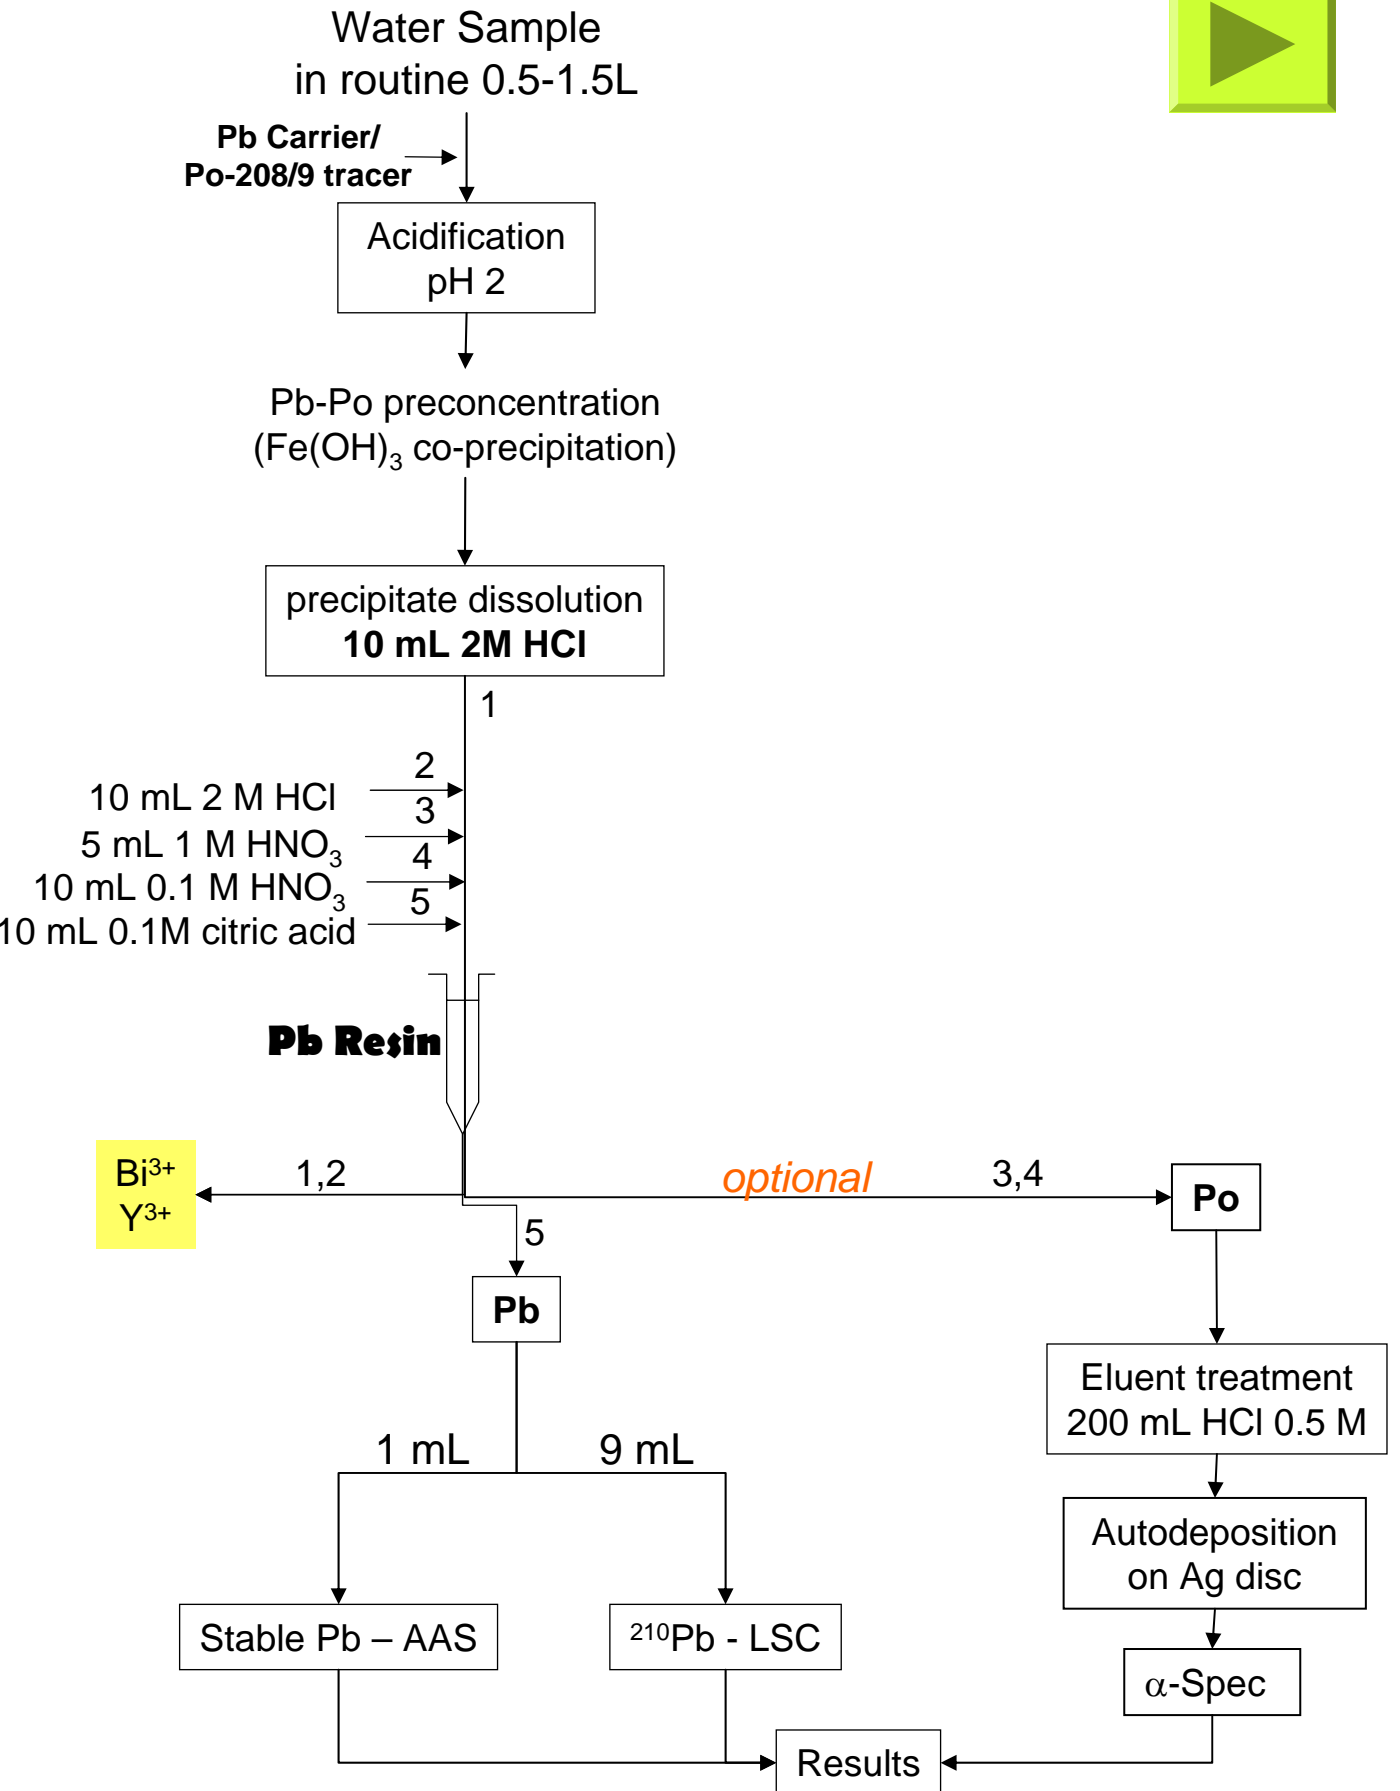 Water Sample
in routine 0.5-1.5L
Pb Carrier/
Po-208/9 tracer
Acidification
pH 2
Pb-Po preconcentration
(Fe(OH)₃ co-precipitation)
precipitate dissolution
10 mL 2M HCl
1
2
10 mL 2 M HCl
3
5 mL 1 M HNO₃
4
10 mL 0.1 M HNO₃
5
10 mL 0.1M citric acid
Pb Resin
Bi³⁺
Y³⁺
1,2
optional
3,4
Po
5
Pb
Eluent treatment
200 mL HCl 0.5 M
1 mL
9 mL
Autodeposition
on Ag disc
Stable Pb – AAS
²¹⁰Pb - LSC
α-Spec
Results